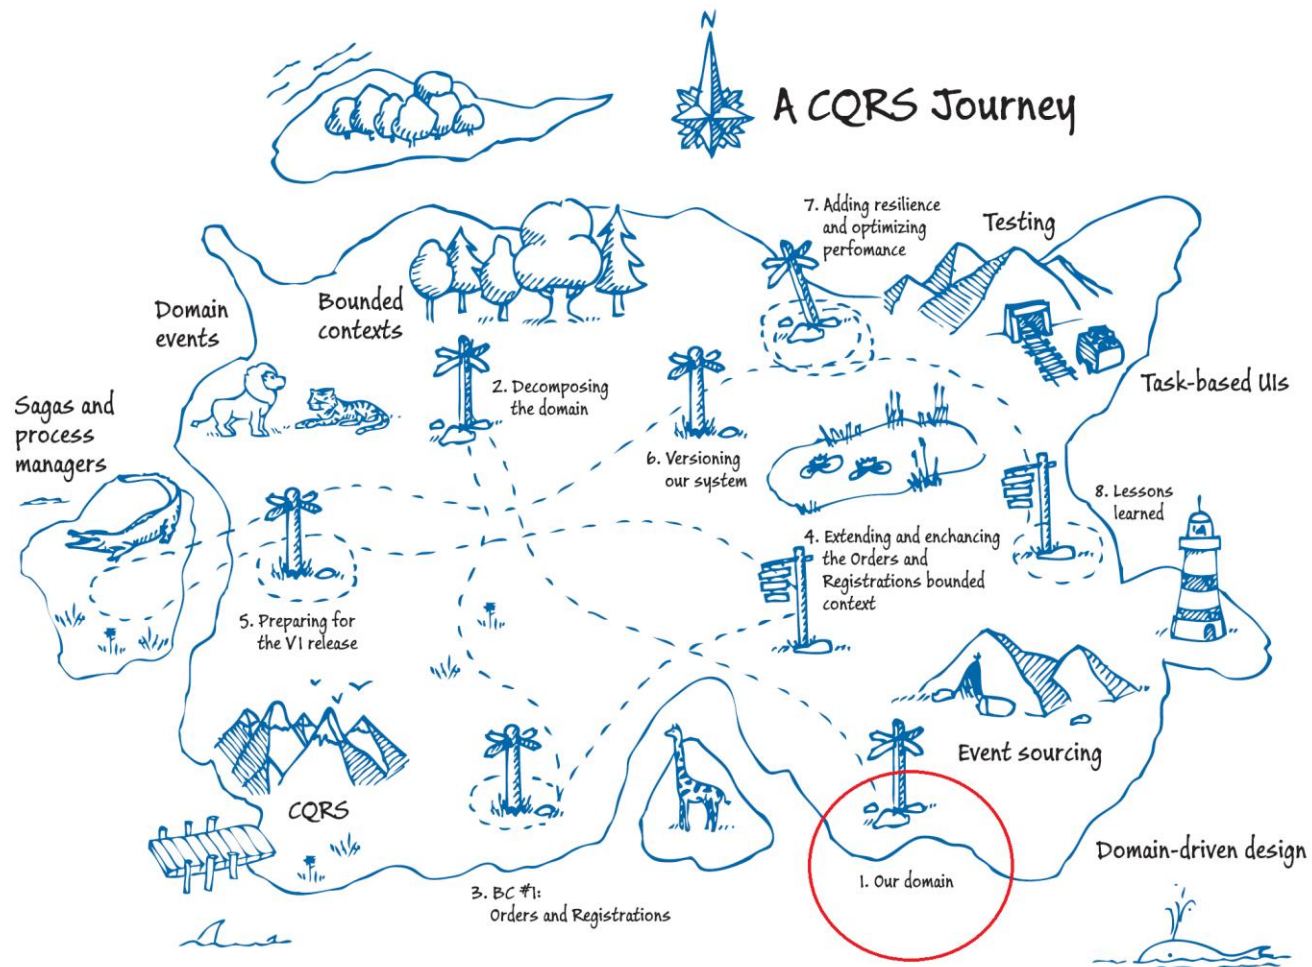 N
A CQRS Journey
7. Adding resilience
and optimizing
perfomance
Testing
Domain
events
Bounded
contexts
2. Decomposing
the domain
Task-based UIs
Sagas and
process
managers
6. Versioning
our system
8. Lessons
learned
4. Extending and enchancing
the Orders and
Registrations bounded
context
5. Preparing for
the V1 release
Event sourcing
CQRS
Domain-driven design
1. Our domain
3. BC #1:
Orders and Registrations